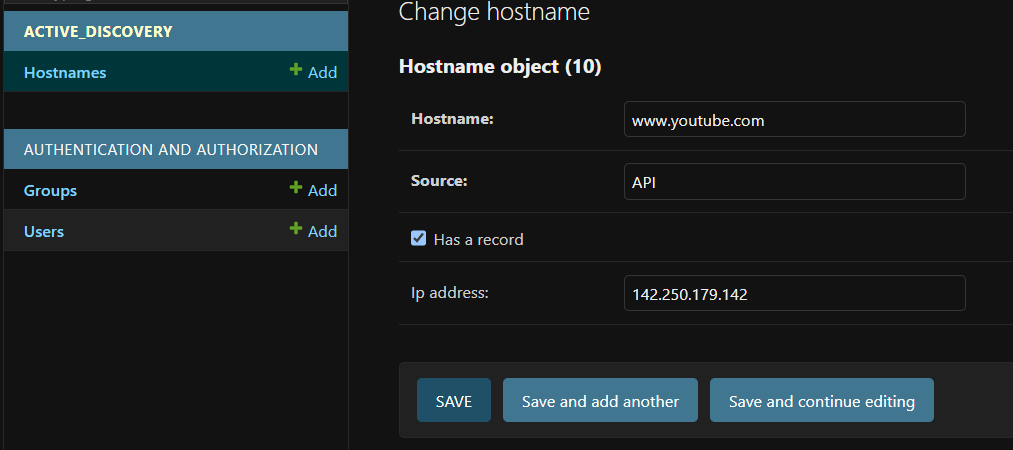 Change hostname
ACTIVE_DISCOVERY
Hostnames + Add
AUTHENTICATION AND AUTHORIZATION
Groups + Add
Users + Add
Hostname object (10)
Hostname: www.youtube.com
Source: API
Has a record
Ip address: 142.250.179.142
SAVE Save and add another Save and continue editing